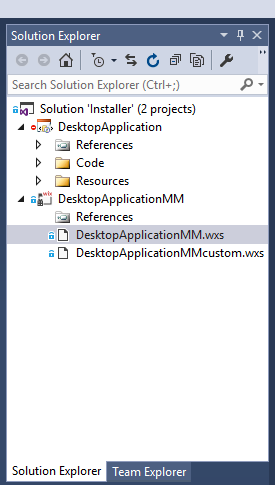 Solution Explorer
Search Solution Explorer (Ctrl+;)
Solution 'Installer' (2 projects)
DesktopApplication
References
Code
Resources
wix
DesktopApplicationMM
References
DesktopApplicationMM.wxs
DesktopApplicationMMcustom.wxs
Solution Explorer Team Explorer